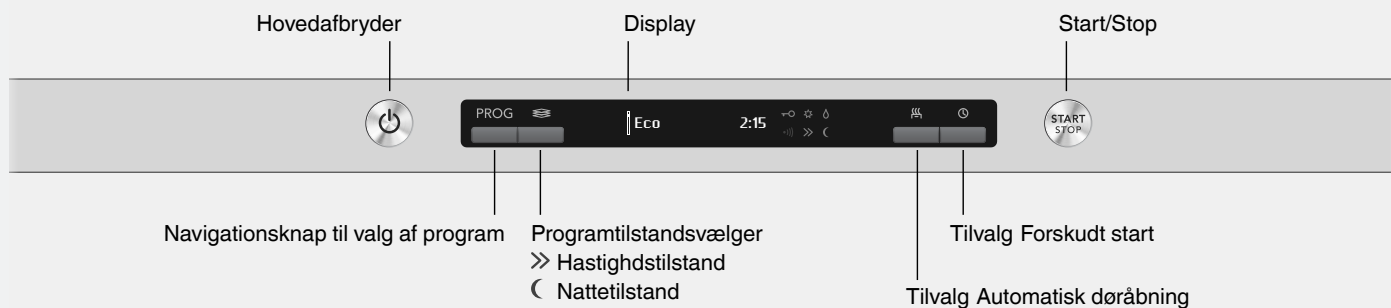 Hovedafbryder
Display
Start/Stop
PROG
Eco
2:15
START
STOP
Navigationsknap til valg af program
Programtilstandsvælger
Hastighdstilstand
Nattetilstand
Tilvalg Forskudt start
Tilvalg Automatisk døråbning